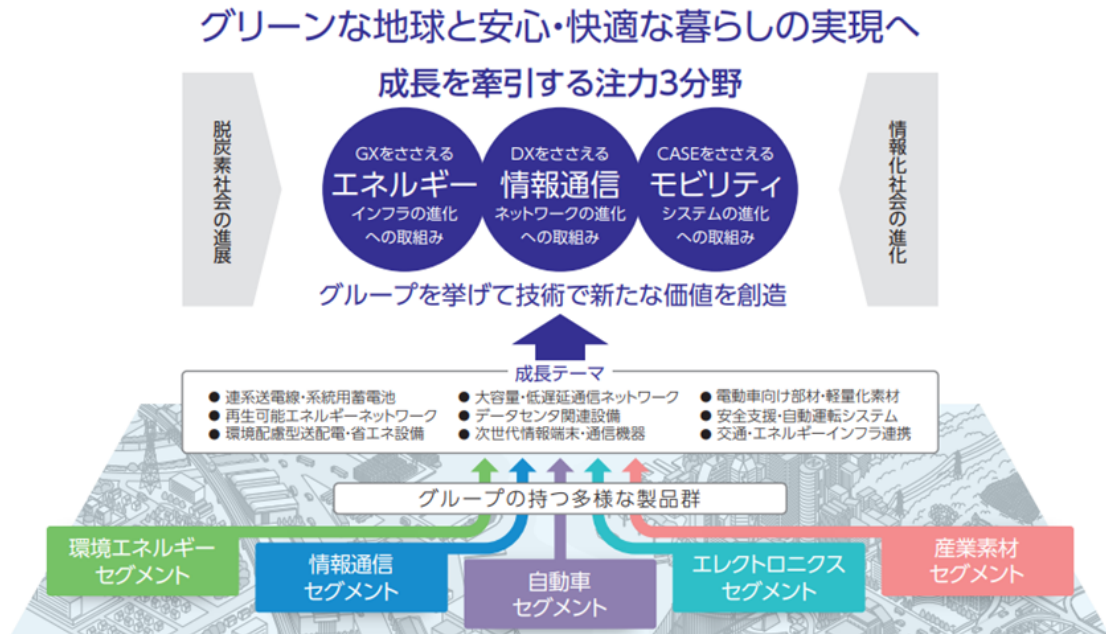 グリーンな地球と安心・快適な暮らしの実現へ
成長を牽引する注力3分野
脱炭素社会の進展
GXをささえる
エネルギー
インフラの進化
への取組み
DXをささえる
情報通信
ネットワークの進化
への取組み
CASEをささえる
モビリティ
システムの進化
への取組み
情報化社会の進化
グループを挙げて技術で新たな価値を創造
成長テーマ
● 連系送電線・系統用蓄電池
● 再生可能エネルギーネットワーク
● 環境配慮型送配電・省エネ設備
● 大容量・低遅延通信ネットワーク
● データセンタ関連設備
● 次世代情報端末・通信機器
● 電動車向け部材・軽量化素材
● 安全支援・自動運転システム
● 交通・エネルギーインフラ連携
グループの持つ多様な製品群
環境エネルギー
セグメント
情報通信
セグメント
自動車
セグメント
エレクトロニクス
セグメント
産業素材
セグメント